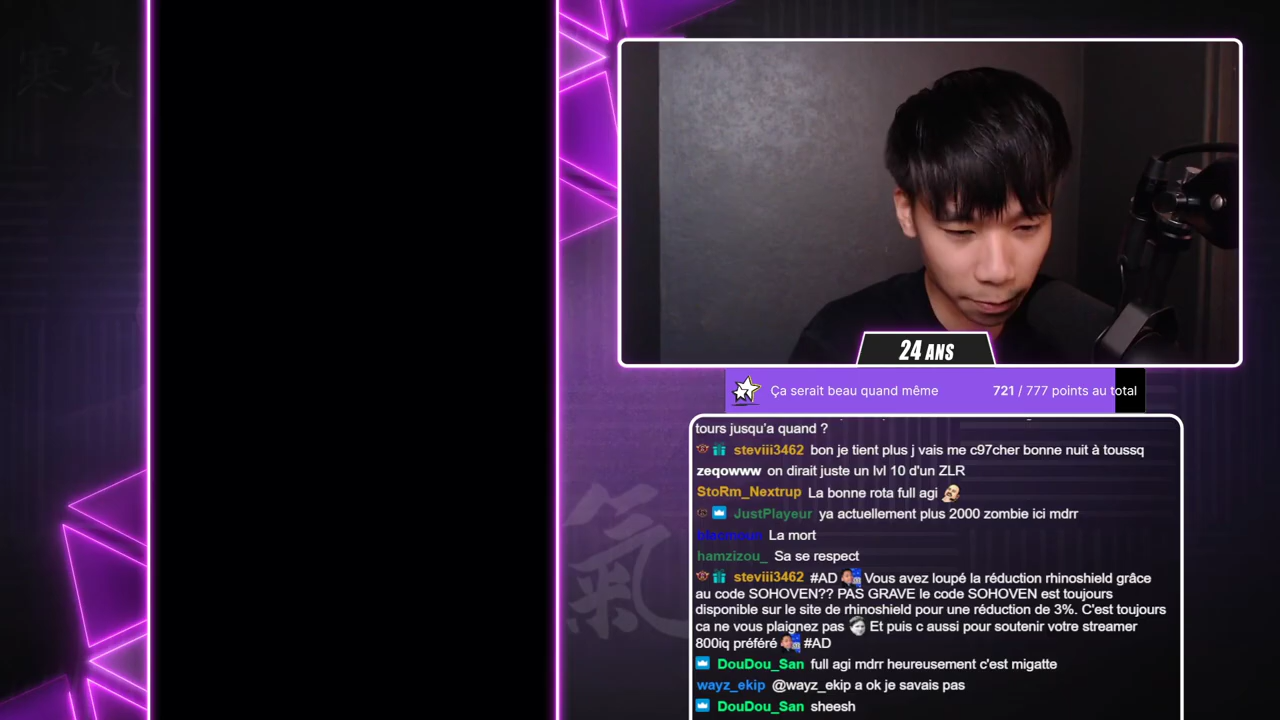 寒氣
24 ANS
Ça serait beau quand même 721 / 777 points au total
tours jusqu'a quand ?
steviii3462 bon je tient plus j vais me c97cher bonne nuit à toussq
zeqowww on dirait juste un lvl 10 d'un ZLR
StoRm_Nextrup La bonne rota full agi
JustPlayeur ya actuellement plus 2000 zombie ici mdrr
La mort
hamzizou_ Sa se respect
steviii3462 #AD Vous avez loupé la réduction rhinoshield grâce
au code SOHOVEN?? PAS GRAVE le code SOHOVEN est toujours
disponible sur le site de rhinoshield pour une réduction de 3%. C'est toujours
ca ne vous plaignez pas Et puis c aussi pour soutenir votre streamer
800iq préféré #AD
DouDou_San full agi mdrr heureusement c'est migatte
wayz_ekip @wayz_ekip a ok je savais pas
DouDou_San sheesh
氣